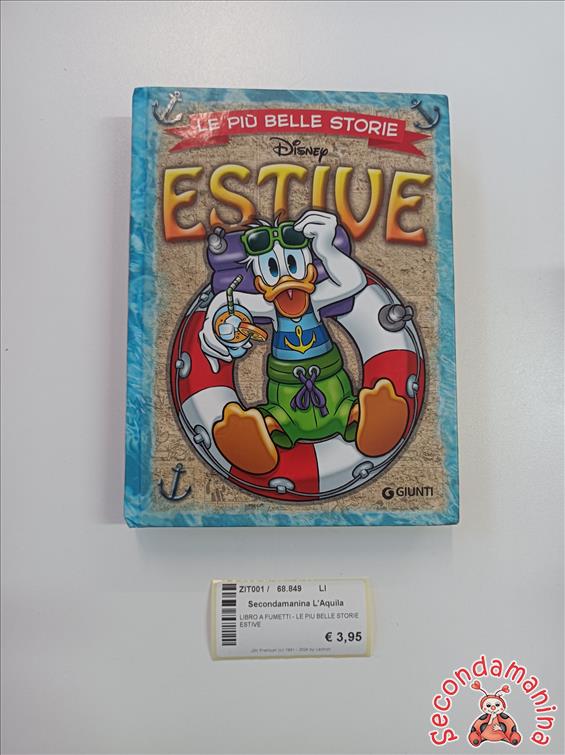 LE PIÙ BELLE STORIE
Disney
ESTIVE
GIUNTI
ZIT001 / 68.849 LI
Secondamanina L'Aquila
LIBRO A FUMETTI - LE PIU BELLE STORIE
ESTIVE
€ 3,95
Secondamanina